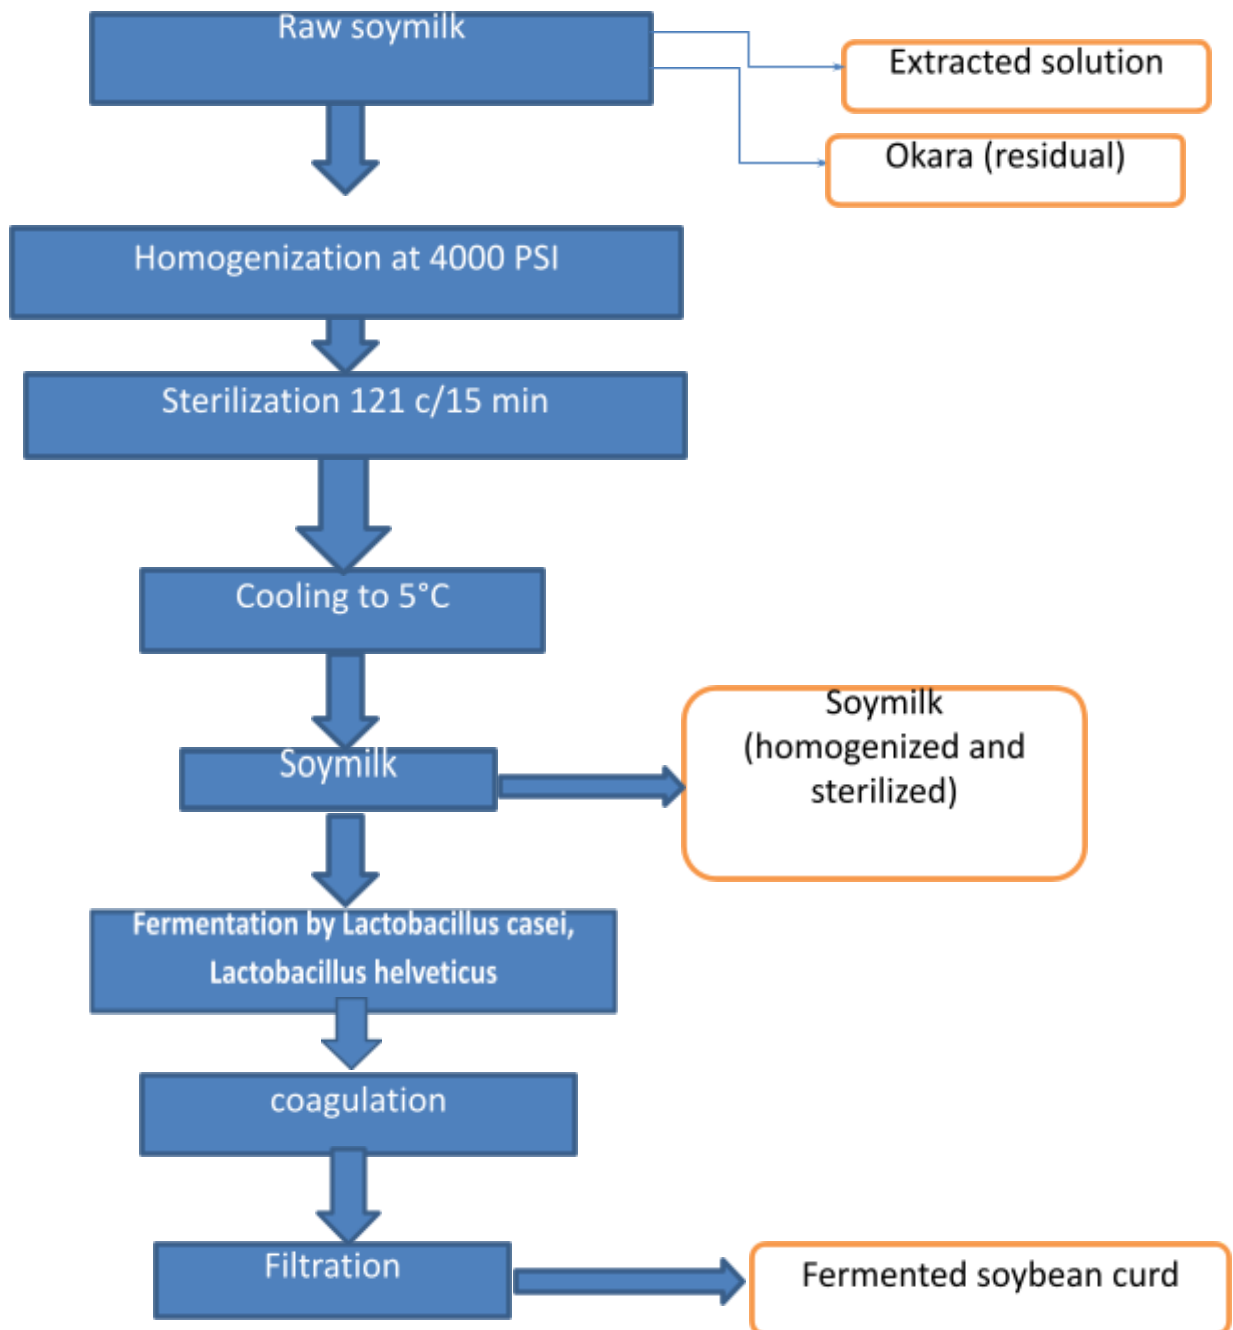 Raw soymilk
Extracted solution
Okara (residual)
Homogenization at 4000 PSI
Sterilization 121 c/15 min
Cooling to 5°C
Soymilk
Soymilk
(homogenized and
sterilized)
Fermentation by Lactobacillus casei,
Lactobacillus helveticus
coagulation
Filtration
Fermented soybean curd